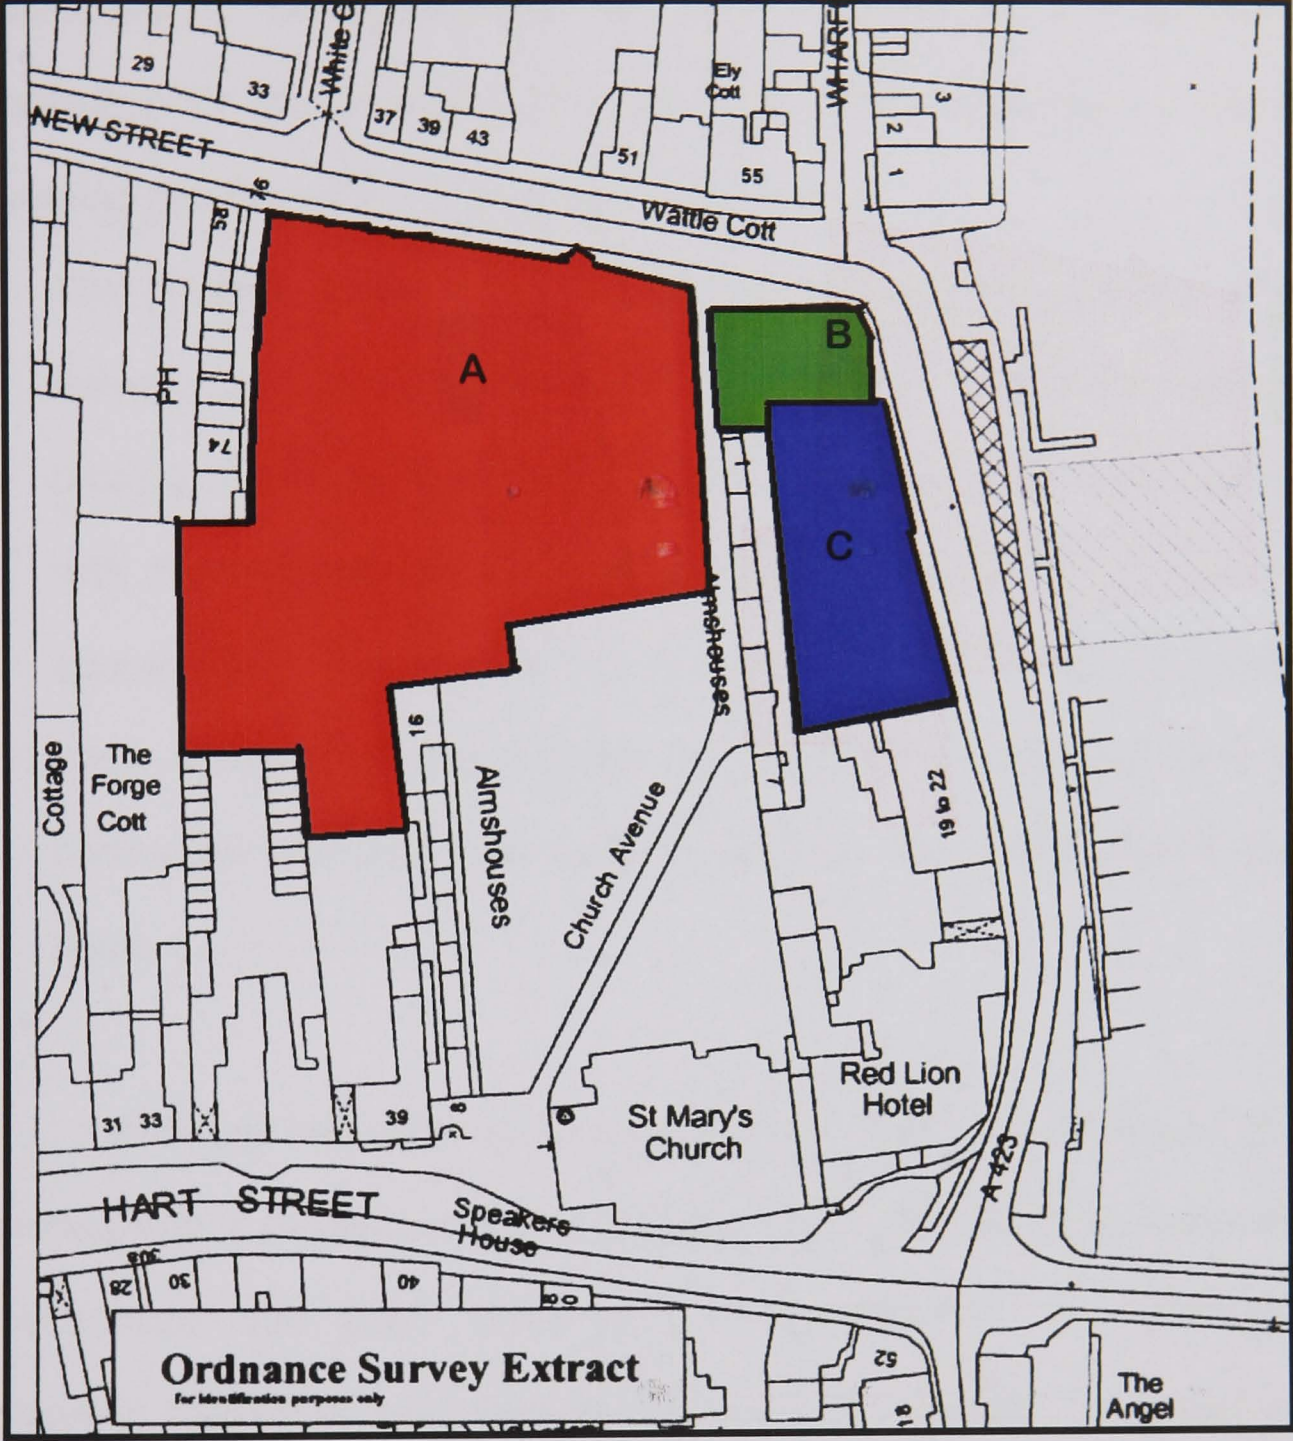 29
33
White C
37
39
43
51
Ely
Cott
55
WHARF
3
2
1
NEW STREET
76
58
Wattle Cott
A
B
PH
74
1
C
Almshouses
16
Cottage
The
Forge
Cott
Almshouses
Church Avenue
7
19 to 22
31
33
39
8
St Mary's
Church
Red Lion
Hotel
A 423
HART STREET
Speakers
House
30a
28
30
40
52
Ordnance Survey Extract
for identification purposes only
The
Angel